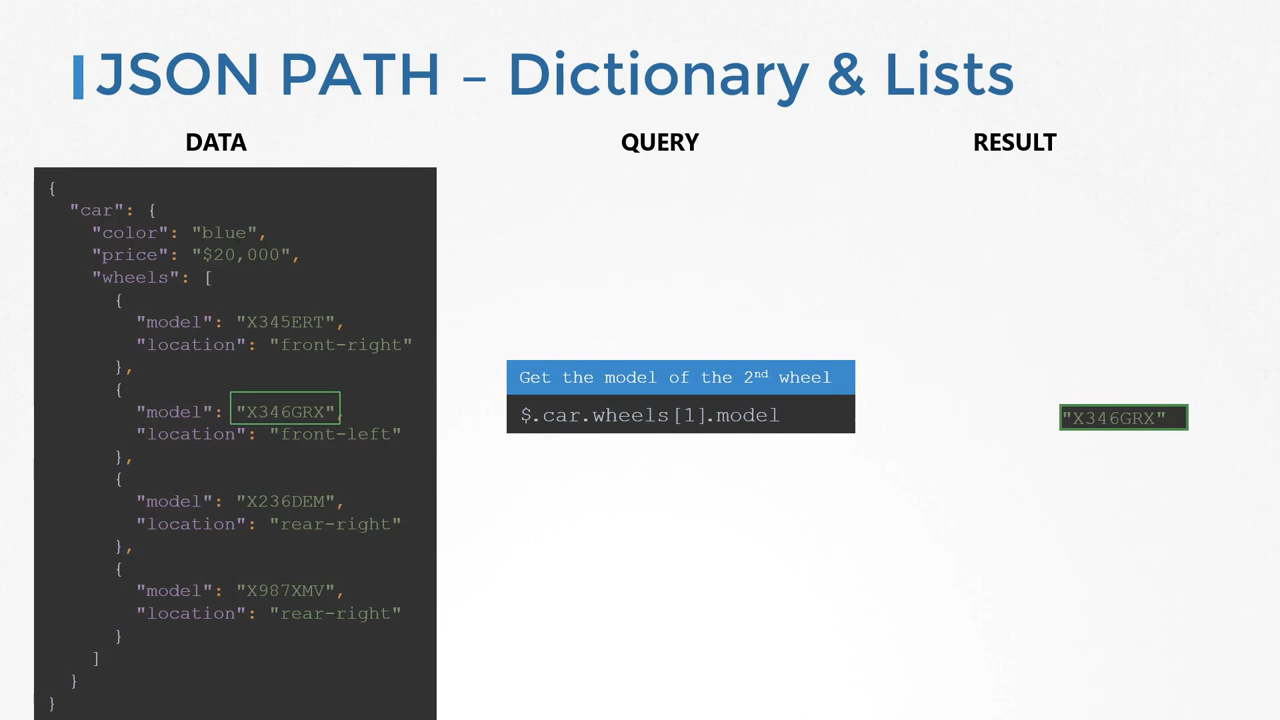 JSON PATH – Dictionary & Lists
DATA
{
"car": {
"color": "blue",
"price": "$20,000",
"wheels": [
{
"model": "X345ERT",
"location": "front-right"
},
{
"model": "X346GRX",
"location": "front-left"
},
{
"model": "X236DEM",
"location": "rear-right"
},
{
"model": "X987XMV",
"location": "rear-right"
}
]
}
}
QUERY
Get the model of the 2nd wheel
$.car.wheels[1].model
RESULT
"X346GRX"